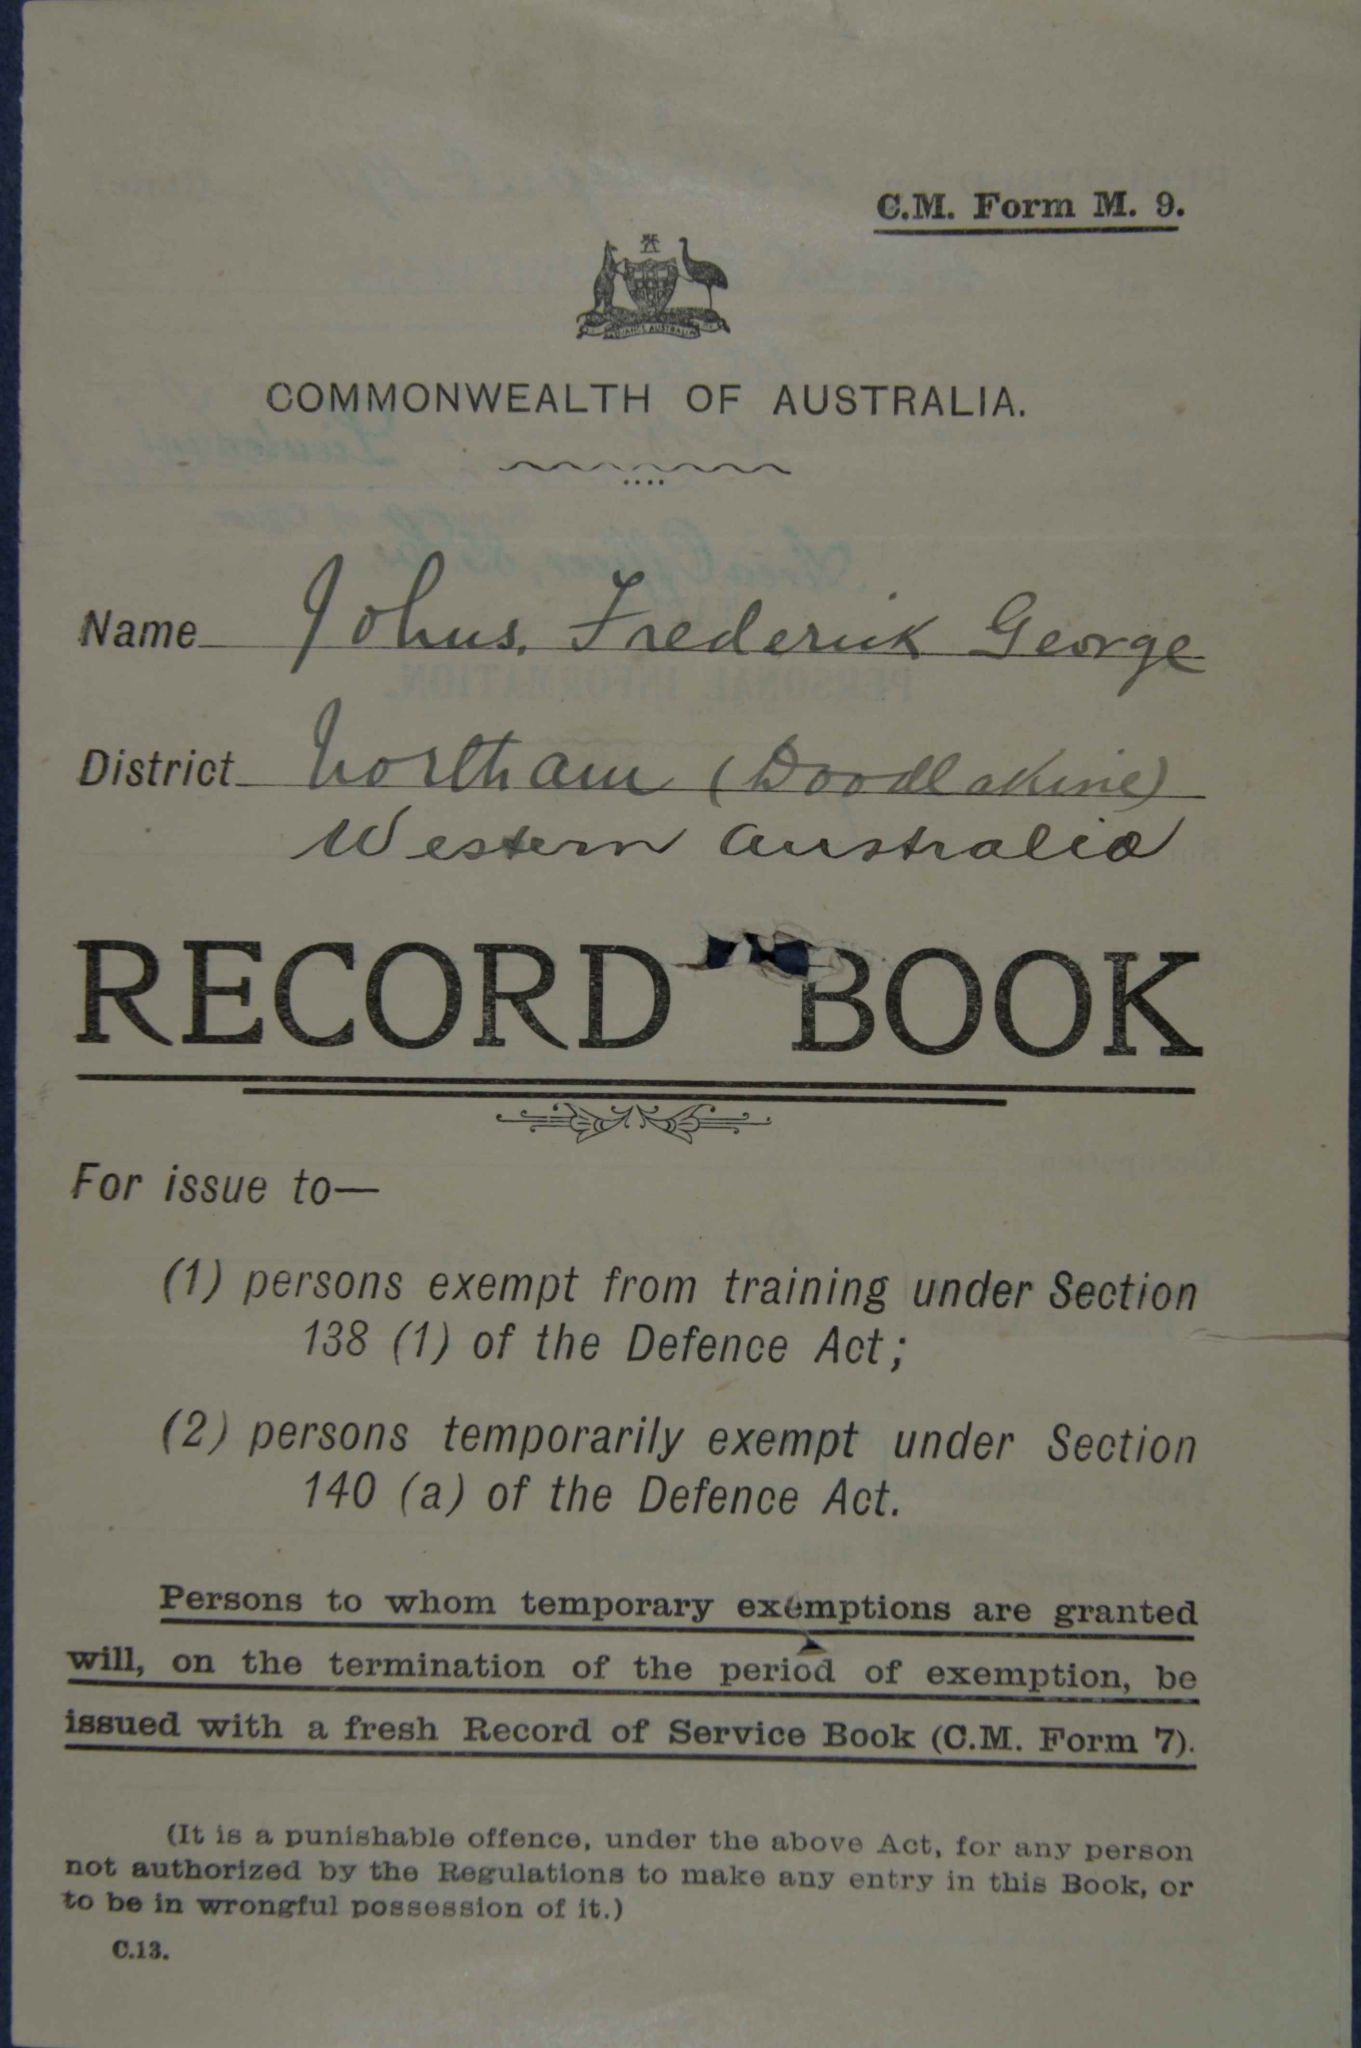 C.M. Form M. 9.
COMMONWEALTH OF AUSTRALIA.
Name Johns, Frederick George
District Northam (Doodlakine)
Western Australia
RECORD BOOK
For issue to—
(1) persons exempt from training under Section
138 (1) of the Defence Act;
(2) persons temporarily exempt under Section
140 (a) of the Defence Act.
Persons to whom temporary exemptions are granted
will, on the termination of the period of exemption, be
issued with a fresh Record of Service Book (C.M. Form 7).
(It is a punishable offence, under the above Act, for any person
not authorized by the Regulations to make any entry in this Book, or
to be in wrongful possession of it.)
C.13.